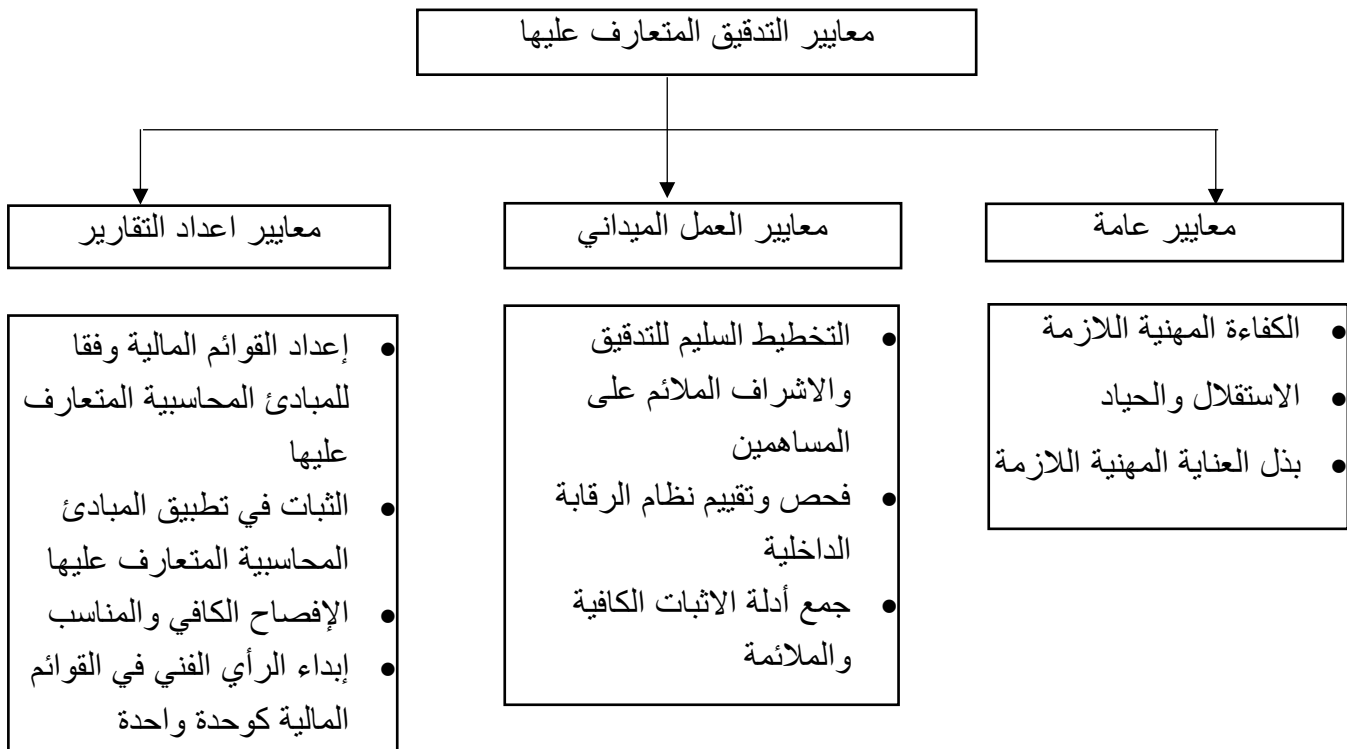 معايير التدقيق المتعارف عليها
معايير عامة
معايير العمل الميداني
معايير اعداد التقارير
• الكفاءة المهنية اللازمة
• الاستقلال والحياد
• بذل العناية المهنية اللازمة
• التخطيط السليم للتدقيق
والاشراف الملائم على
المساهمين
• فحص وتقييم نظام الرقابة
الداخلية
• جمع أدلة الاثبات الكافية
والملائمة
• إعداد القوائم المالية وفقا
للمبادئ المحاسبية المتعارف
عليها
• الثبات في تطبيق المبادئ
المحاسبية المتعارف عليها
• الإفصاح الكافي والمناسب
• إبداء الرأي الفني في القوائم
المالية كوحدة واحدة